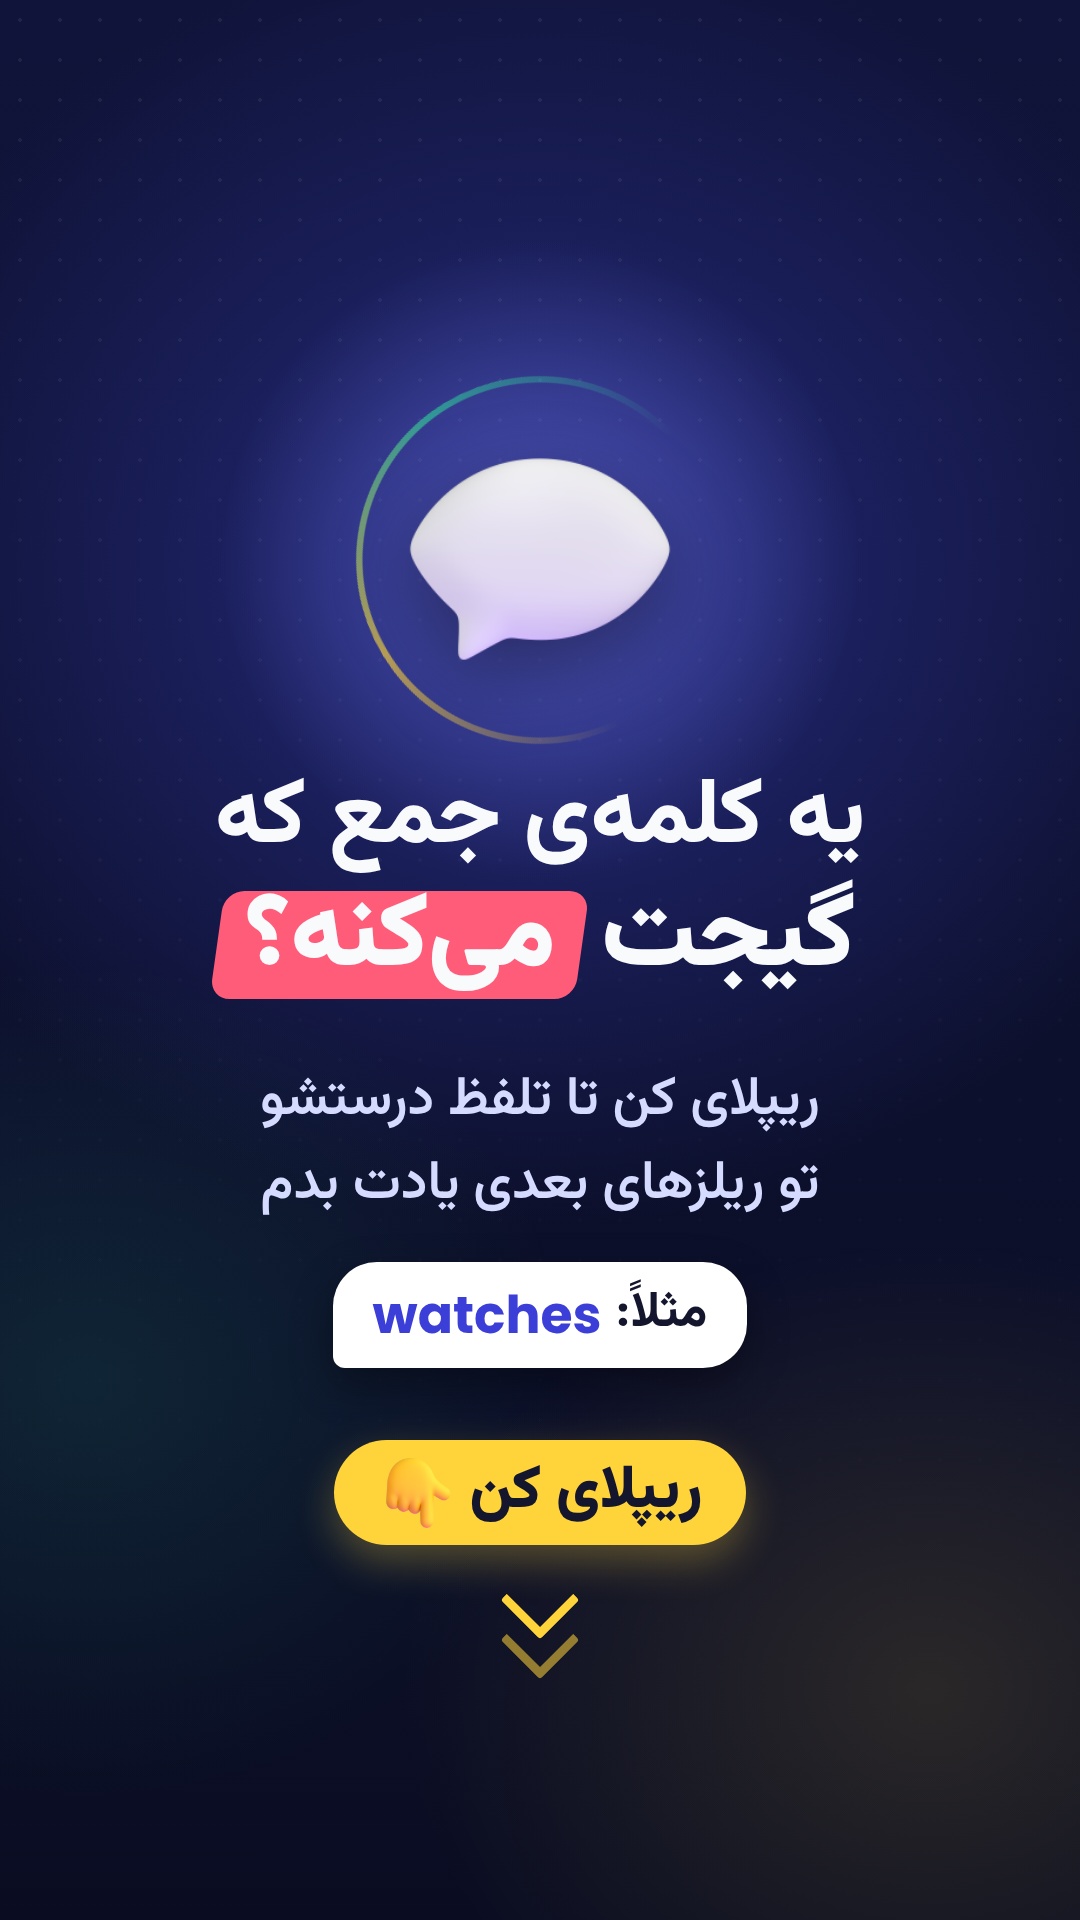 یه کلمه‌ی جمع که
گیجت می‌کنه؟
ریپلای کن تا تلفظ درستشو
تو ریلزهای بعدی یادت بدم
مثلاً: watches
ریپلای کن 👇